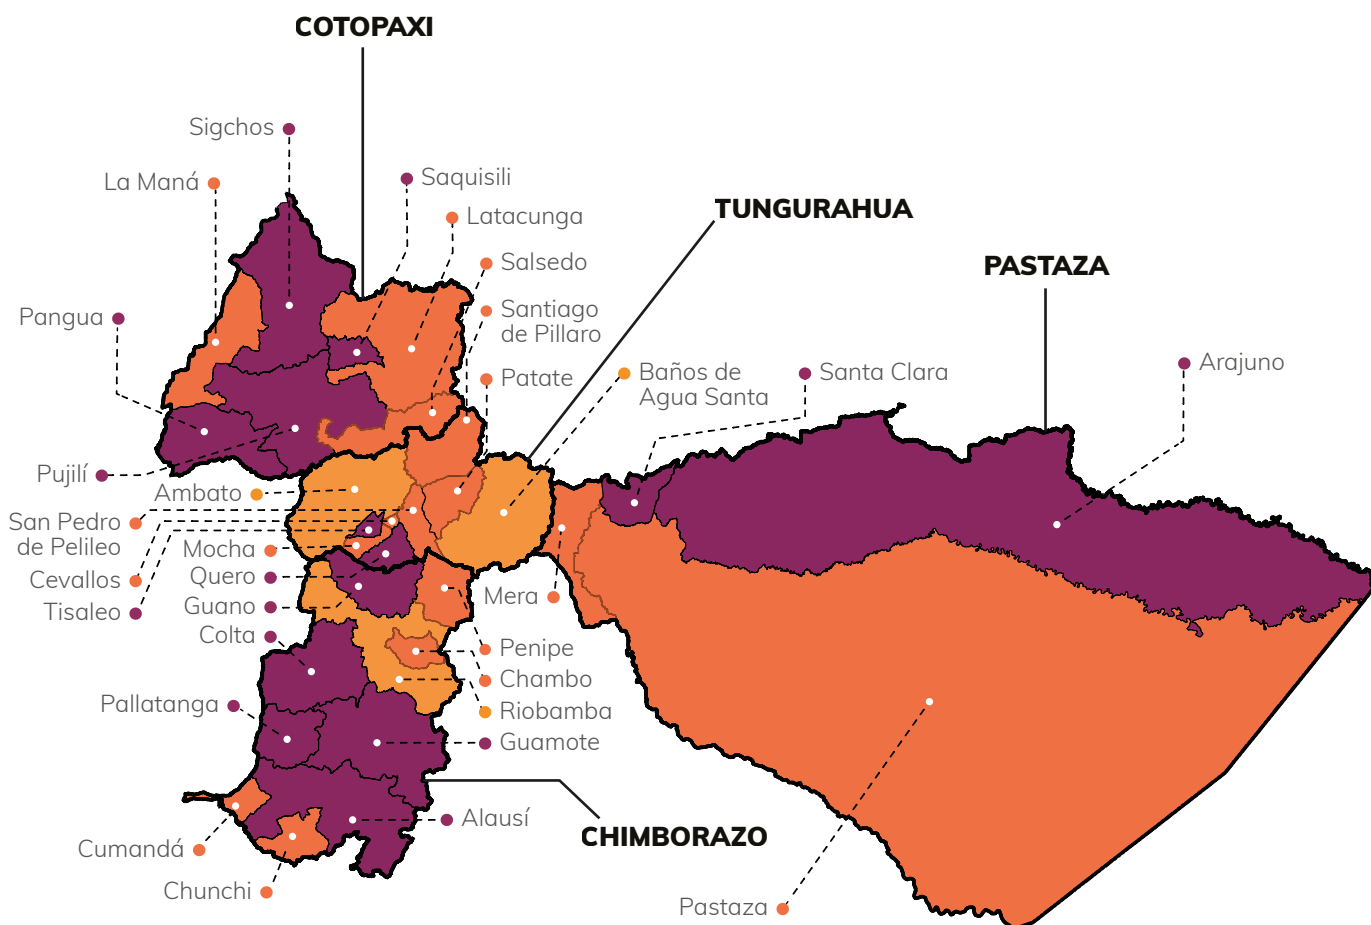 COTOPAXI
Sigchos
La Maná
Saquisili
Latacunga
TUNGURAHUA
Salsedo
PASTAZA
Santiago
de Pillaro
Pangua
Patate
Baños de
Agua Santa
Santa Clara
Arajuno
Pujilí
Ambato
San Pedro
de Pelileo
Mocha
Cevallos
Quero
Tisaleo
Guano
Mera
Colta
Penipe
Chambo
Pallatanga
Riobamba
Guamote
Alausí
CHIMBORAZO
Cumandá
Chunchi
Pastaza